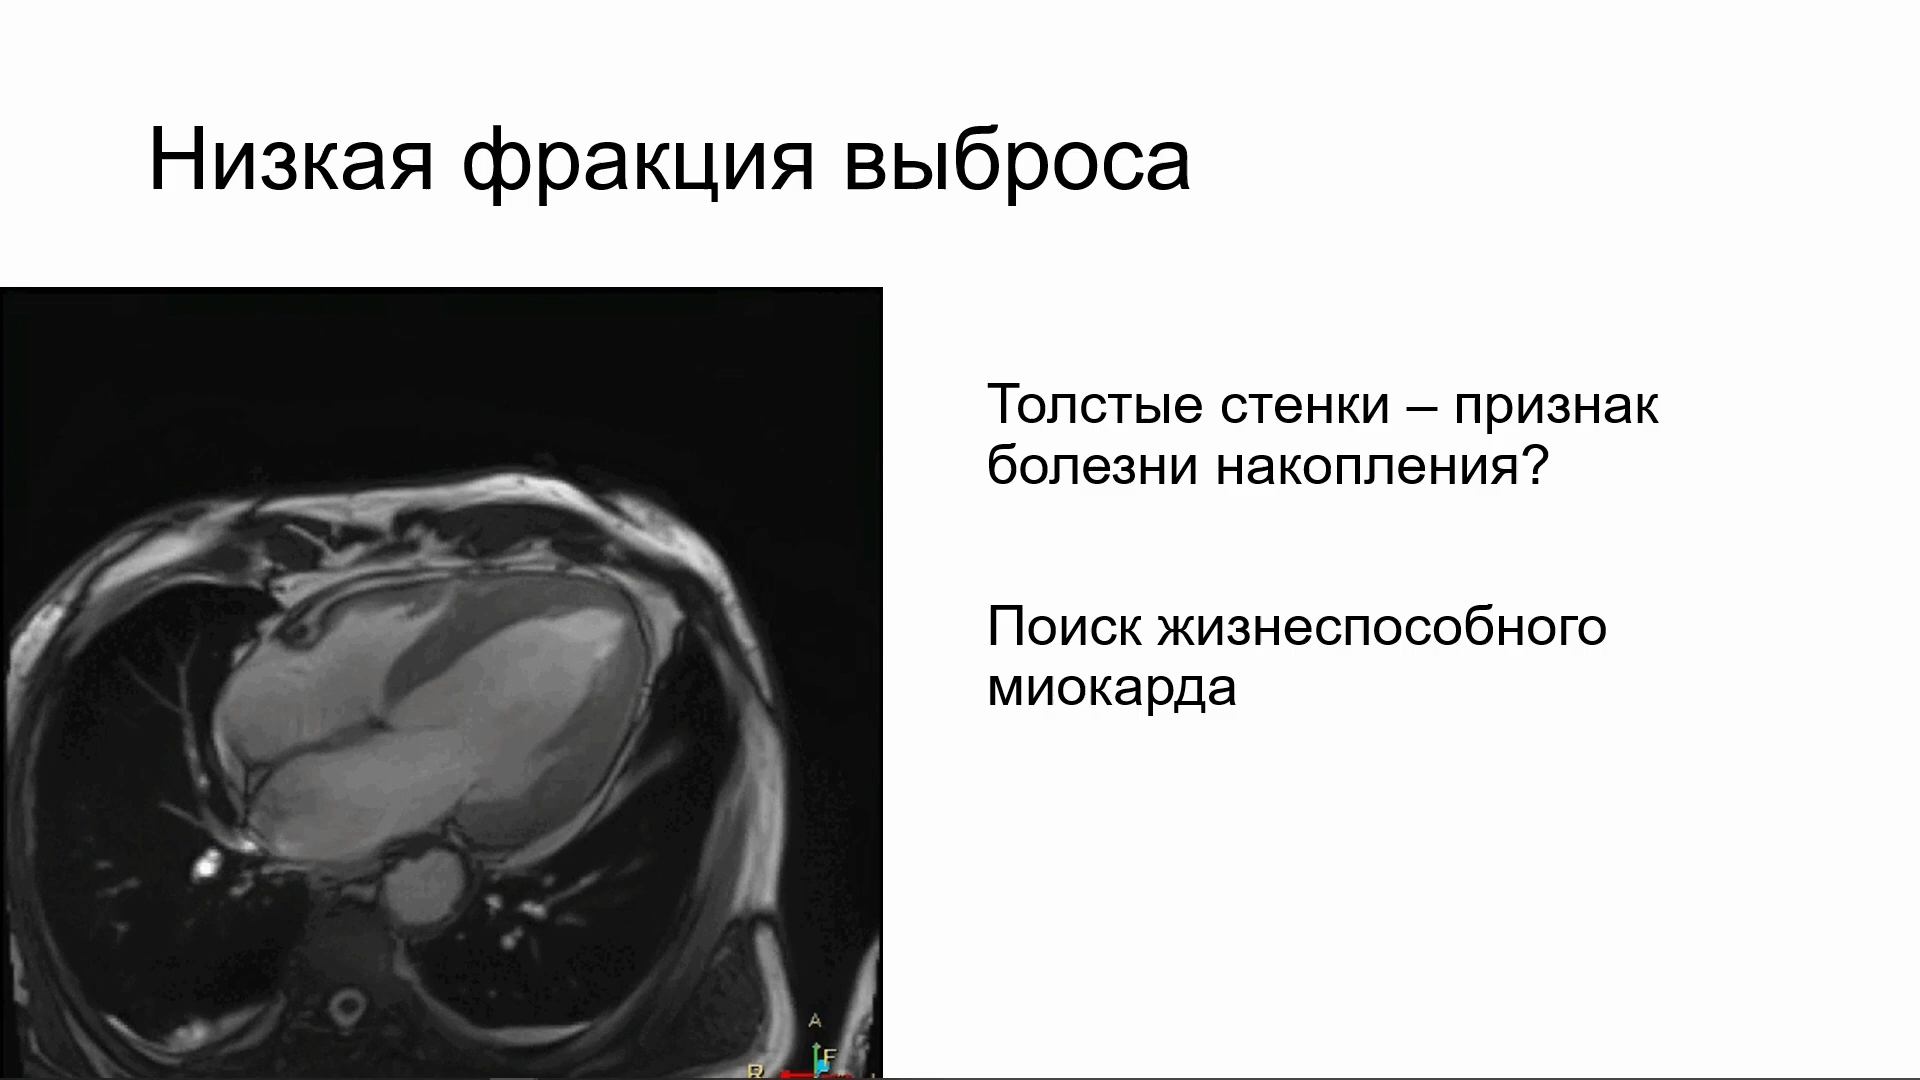 Низкая фракция выброса
Толстые стенки – признак
болезни накопления?
Поиск жизнеспособного
миокарда
A
F
R